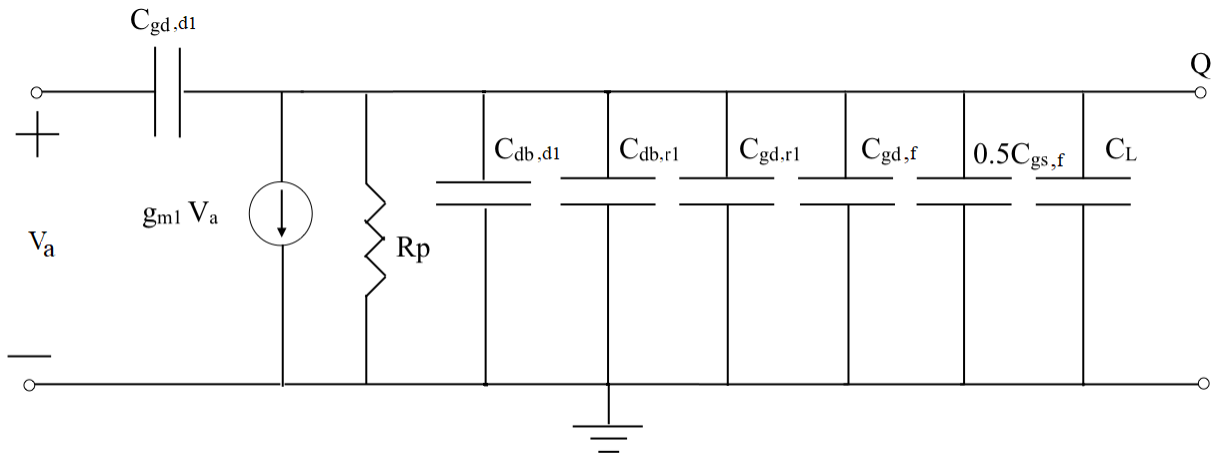 Cgd,d1
Q
+
Cdb,d1
Cdb,r1
Cgd,r1
Cgd,f
0.5Cgs,f
CL
gm1 Va
Va
Rp
—